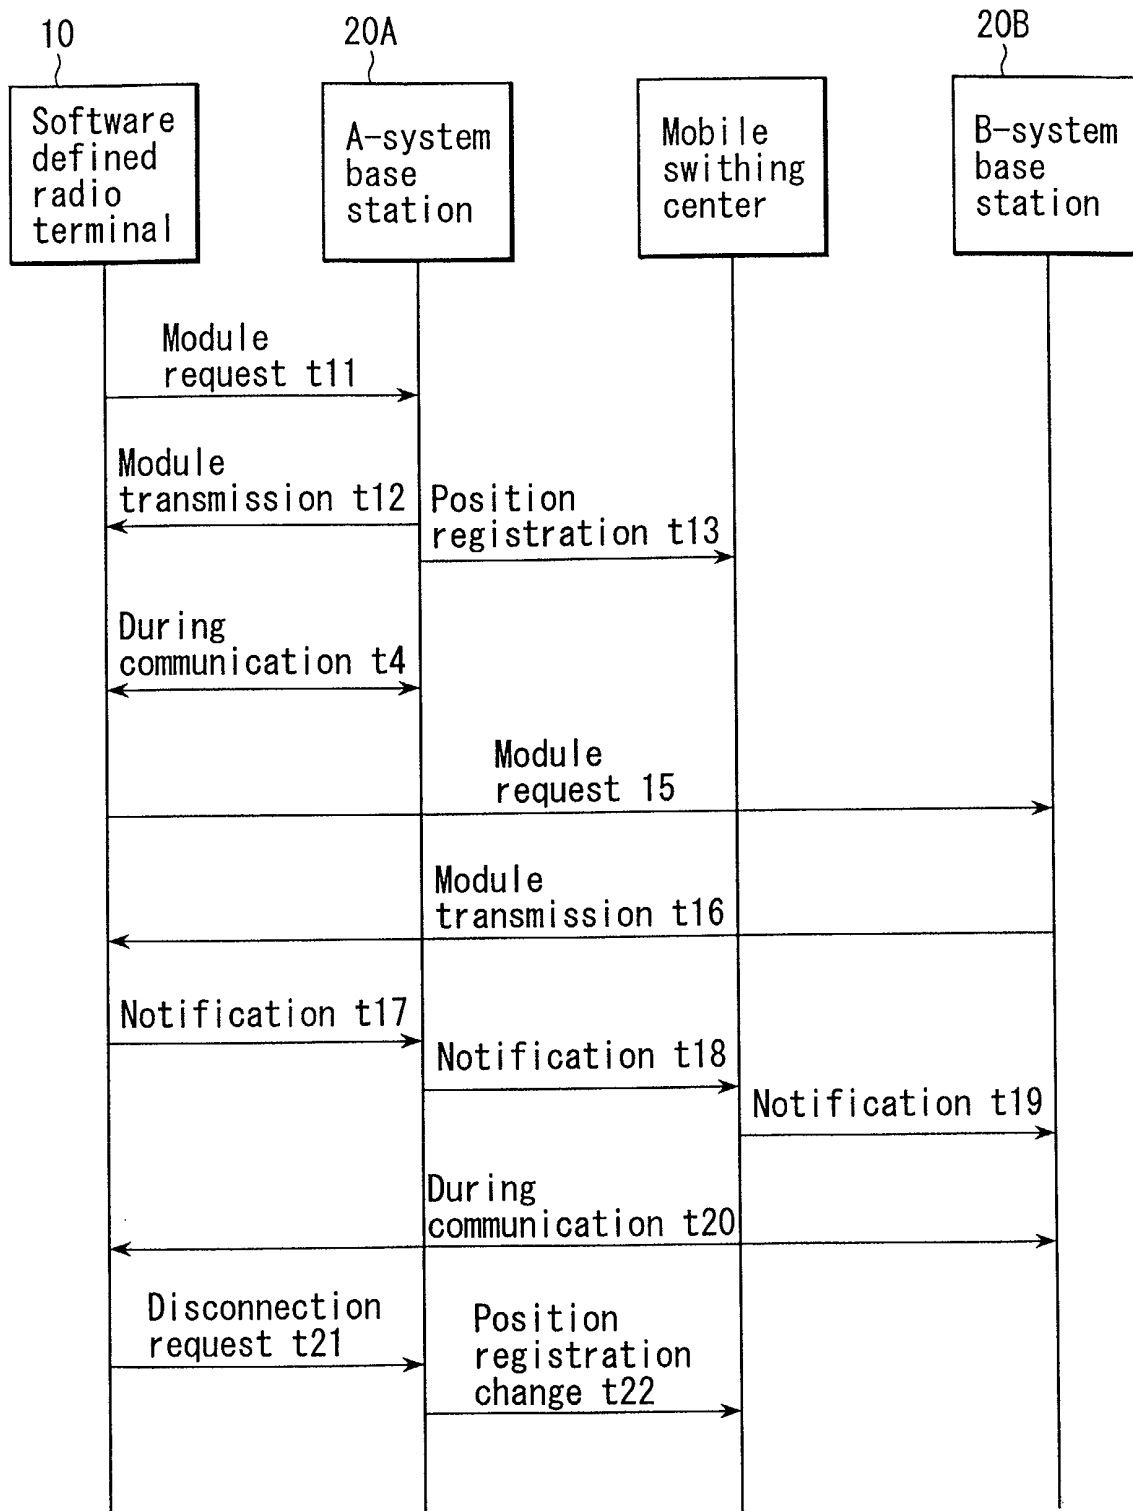 10
20A
20B
Software
defined
radio
terminal
A-system
base
station
Mobile
swithing
center
B-system
base
station
Module
request t11
Module
transmission t12
Position
registration t13
During
communication t4
Module
request 15
Module
transmission t16
Notification t17
Notification t18
Notification t19
During
communication t20
Disconnection
request t21
Position
registration
change t22